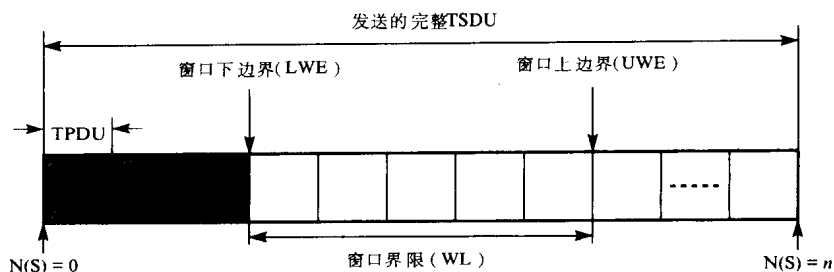 发送的完整TSDU
窗口下边界(LWE)
窗口上边界(UWE)
TPDU
窗口界限(WL)
N(S) = 0
N(S) = n